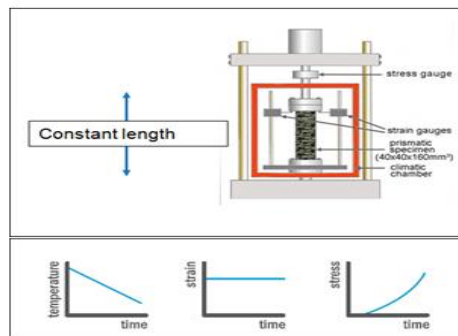 stress gauge
Constant length
strain gauges
prismatic
specimen
(40x40x160mm³)
climatic
chamber
temperature
time
strain
time
stress
time